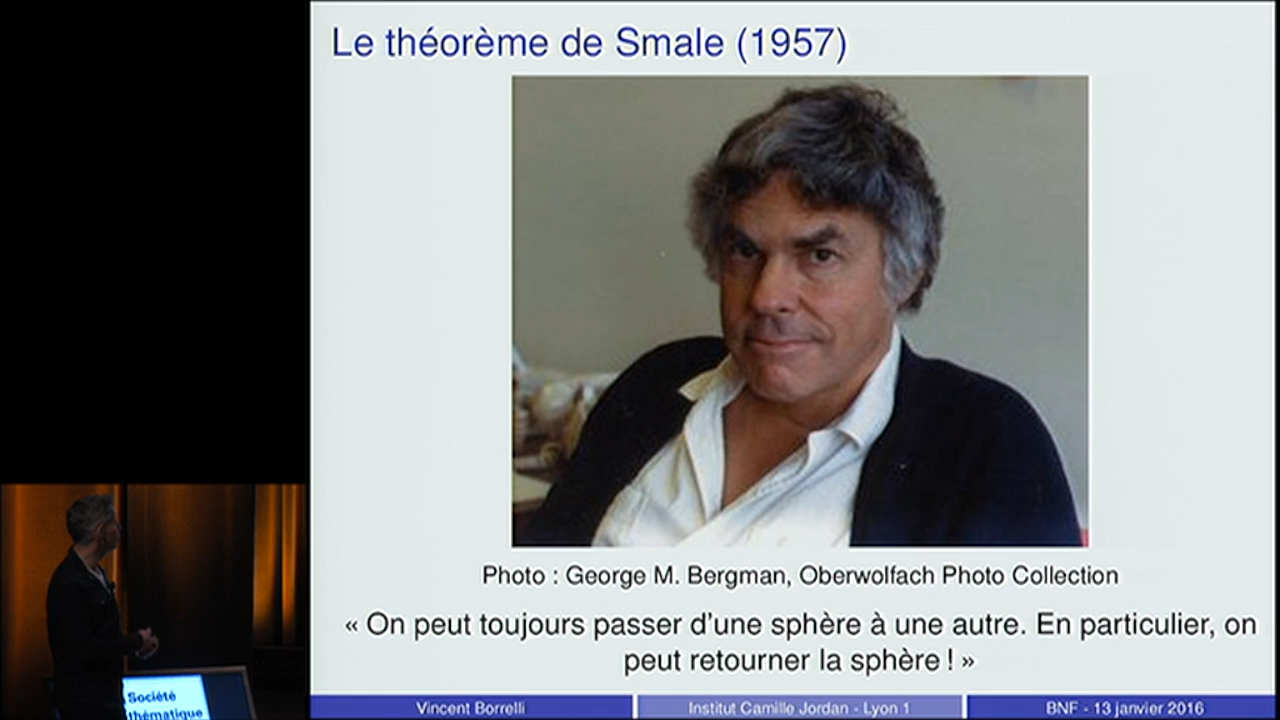 Le théorème de Smale (1957)
Photo : George M. Bergman, Oberwolfach Photo Collection
« On peut toujours passer d'une sphère à une autre. En particulier, on
peut retourner la sphère ! »
Vincent Borrelli
Institut Camille Jordan - Lyon 1
BNF - 13 janvier 2016
Société
thématique